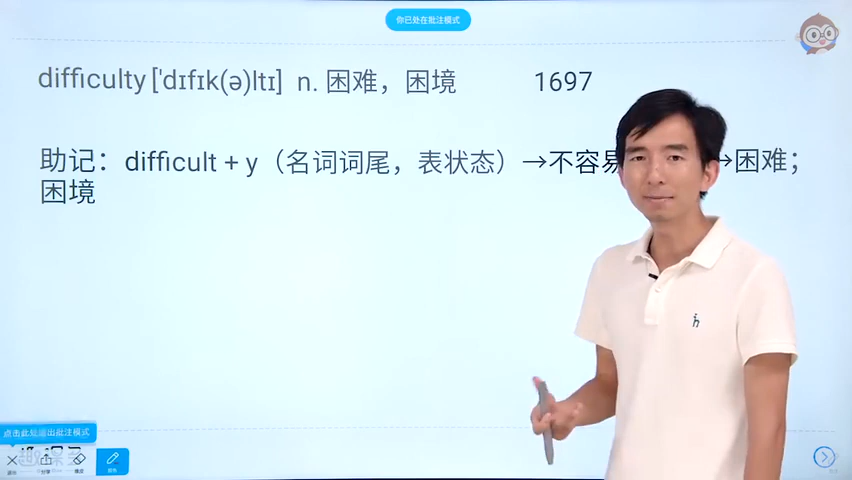 你已处在批注模式
difficulty ['dɪfɪk(ə)ltɪ] n. 困难，困境 1697
助记：difficult + y（名词词尾，表状态）→不容易 →困难；
困境
点击此处退出批注模式